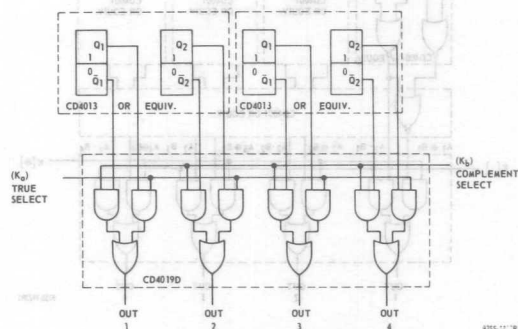 Q1 Q2 Q1 Q2
1 1 1 1
0 0 0 0
Q̅1 Q̅2 Q̅1 Q̅2
CD4013 OR EQUIV. CD4013 OR EQUIV.
(Kb)
COMPLEMENT
SELECT
(Ka)
TRUE
SELECT
CD4019D
OUT OUT OUT OUT
1 2 3 4